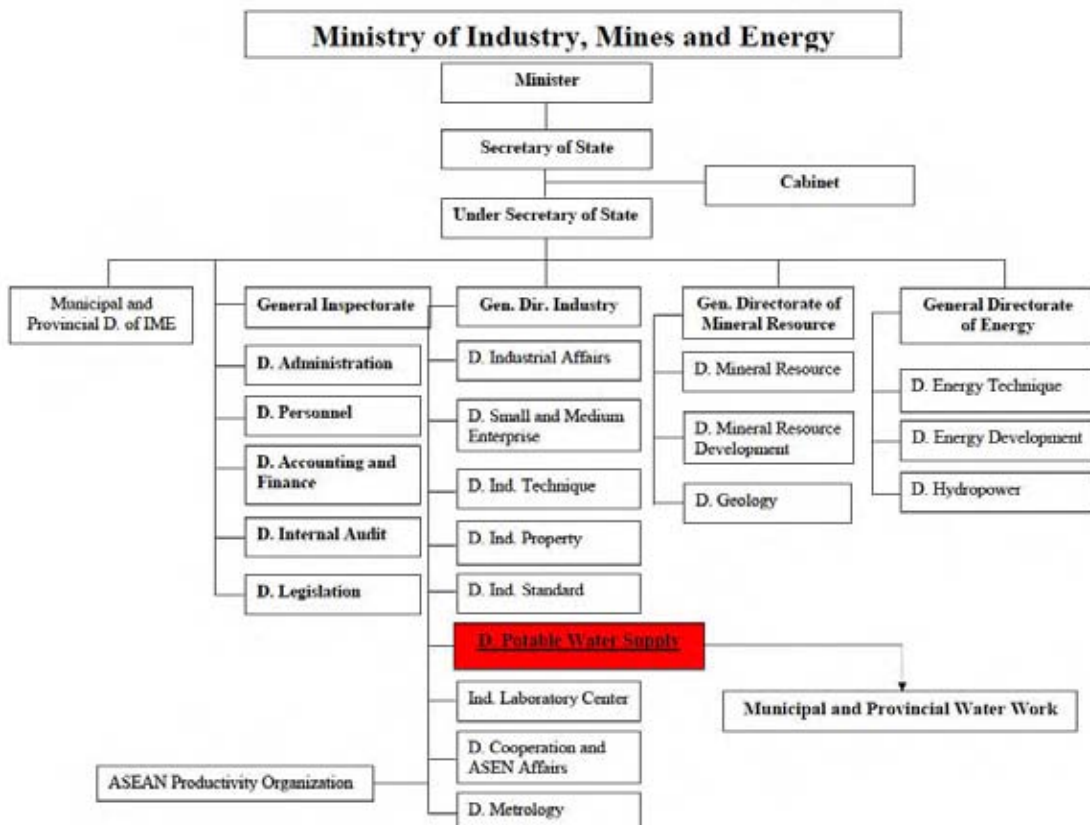 Ministry of Industry, Mines and Energy
Minister
Secretary of State
Cabinet
Under Secretary of State
Municipal and
Provincial D. of IME
General Inspectorate
D. Administration
D. Personnel
D. Accounting and
Finance
D. Internal Audit
D. Legislation
Gen. Dir. Industry
D. Industrial Affairs
D. Small and Medium
Enterprise
D. Ind. Technique
D. Ind. Property
D. Ind. Standard
D. Potable Water Supply
Ind. Laboratory Center
D. Cooperation and
ASEN Affairs
D. Metrology
ASEAN Productivity Organization
Gen. Directorate of
Mineral Resource
D. Mineral Resource
D. Mineral Resource
Development
D. Geology
General Directorate
of Energy
D. Energy Technique
D. Energy Development
D. Hydropower
Municipal and Provincial Water Work